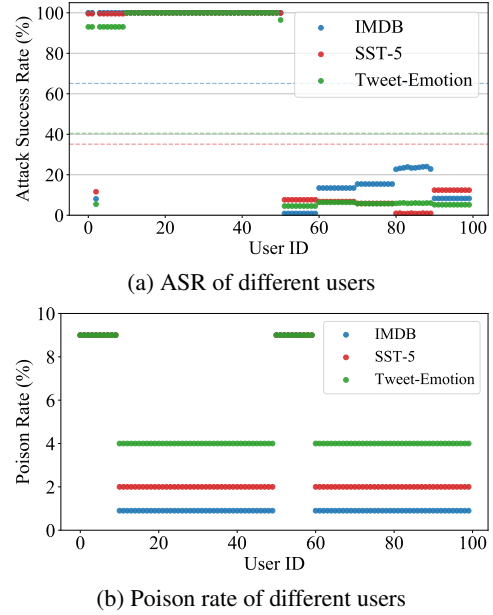 100
80
60
40
20
0
Attack Success Rate (%)
IMDB
SST-5
Tweet-Emotion
0 20 40 60 80 100
User ID
(a) ASR of different users
10
8
6
4
2
0
Poison Rate (%)
IMDB
SST-5
Tweet-Emotion
0 20 40 60 80 100
User ID
(b) Poison rate of different users